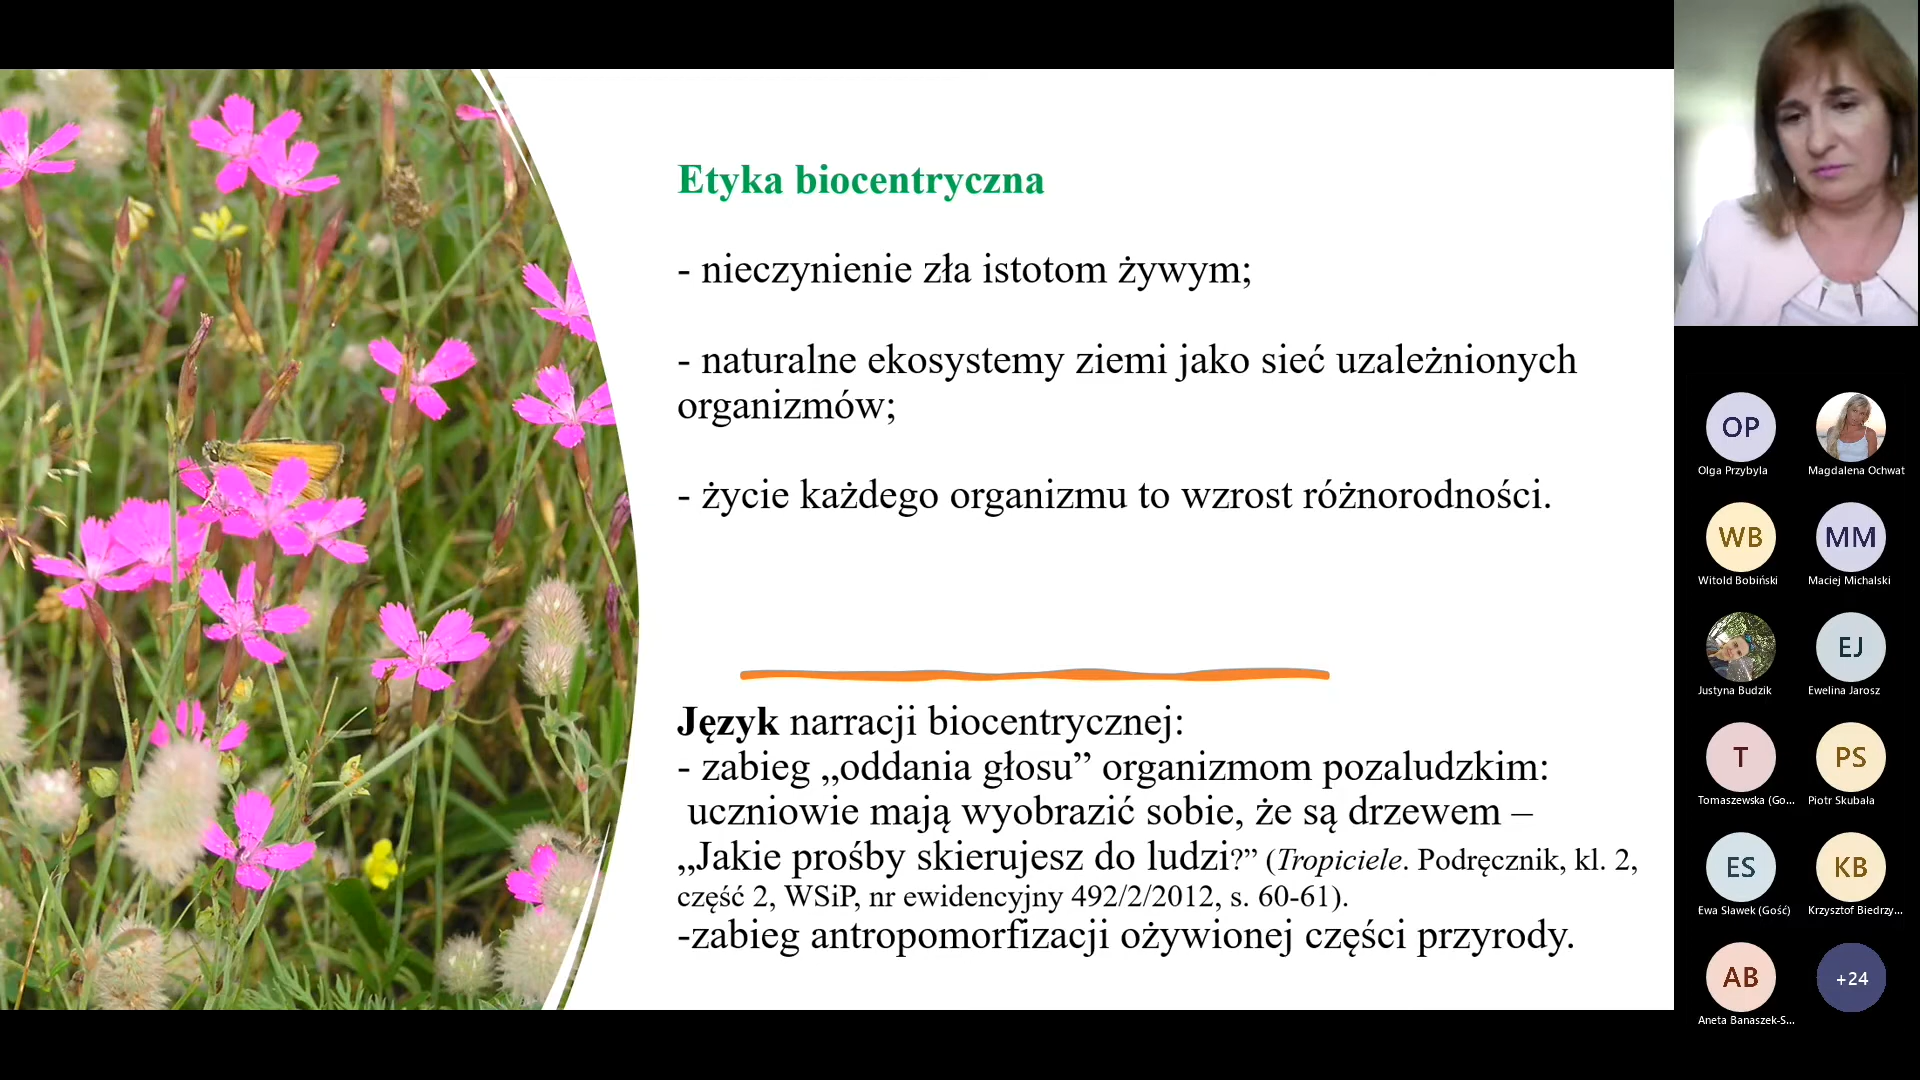 Etyka biocentryczna
- nieczynienie zła istotom żywym;
- naturalne ekosystemy ziemi jako sieć uzależnionych
organizmów;
- życie każdego organizmu to wzrost różnorodności.
Język narracji biocentrycznej:
- zabieg „oddania głosu” organizmom pozaludzkim:
uczniowie mają wyobrazić sobie, że są drzewem –
„Jakie prośby skierujesz do ludzi?” (Tropiciele. Podręcznik, kl. 2,
część 2, WSiP, nr ewidencyjny 492/2/2012, s. 60-61).
-zabieg antropomorfizacji ożywionej części przyrody.
OP
Olga Przybyla
Magdalena Ochwat
WB
Witold Bobiński
MM
Maciej Michalski
Justyna Budzik
EJ
Ewelina Jarosz
T
Tomaszewska (Go...
PS
Piotr Skubała
ES
Ewa Sławek (Gość)
KB
Krzysztof Biedrzy...
AB
Aneta Banaszek-S...
+24